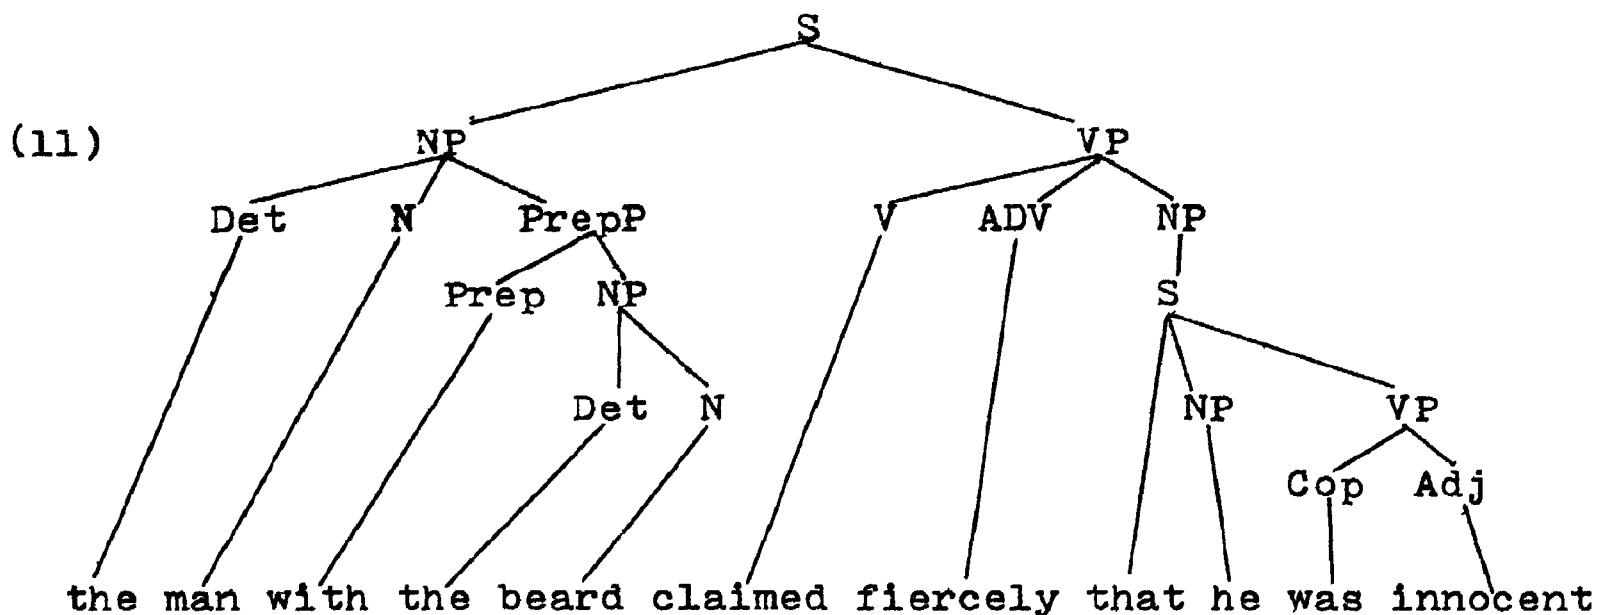 S
(11) NP VP
Det N PrepP V ADV NP
Prep NP S
Det N NP VP
Cop Adj
the man with the beard claimed fiercely that he was innocent